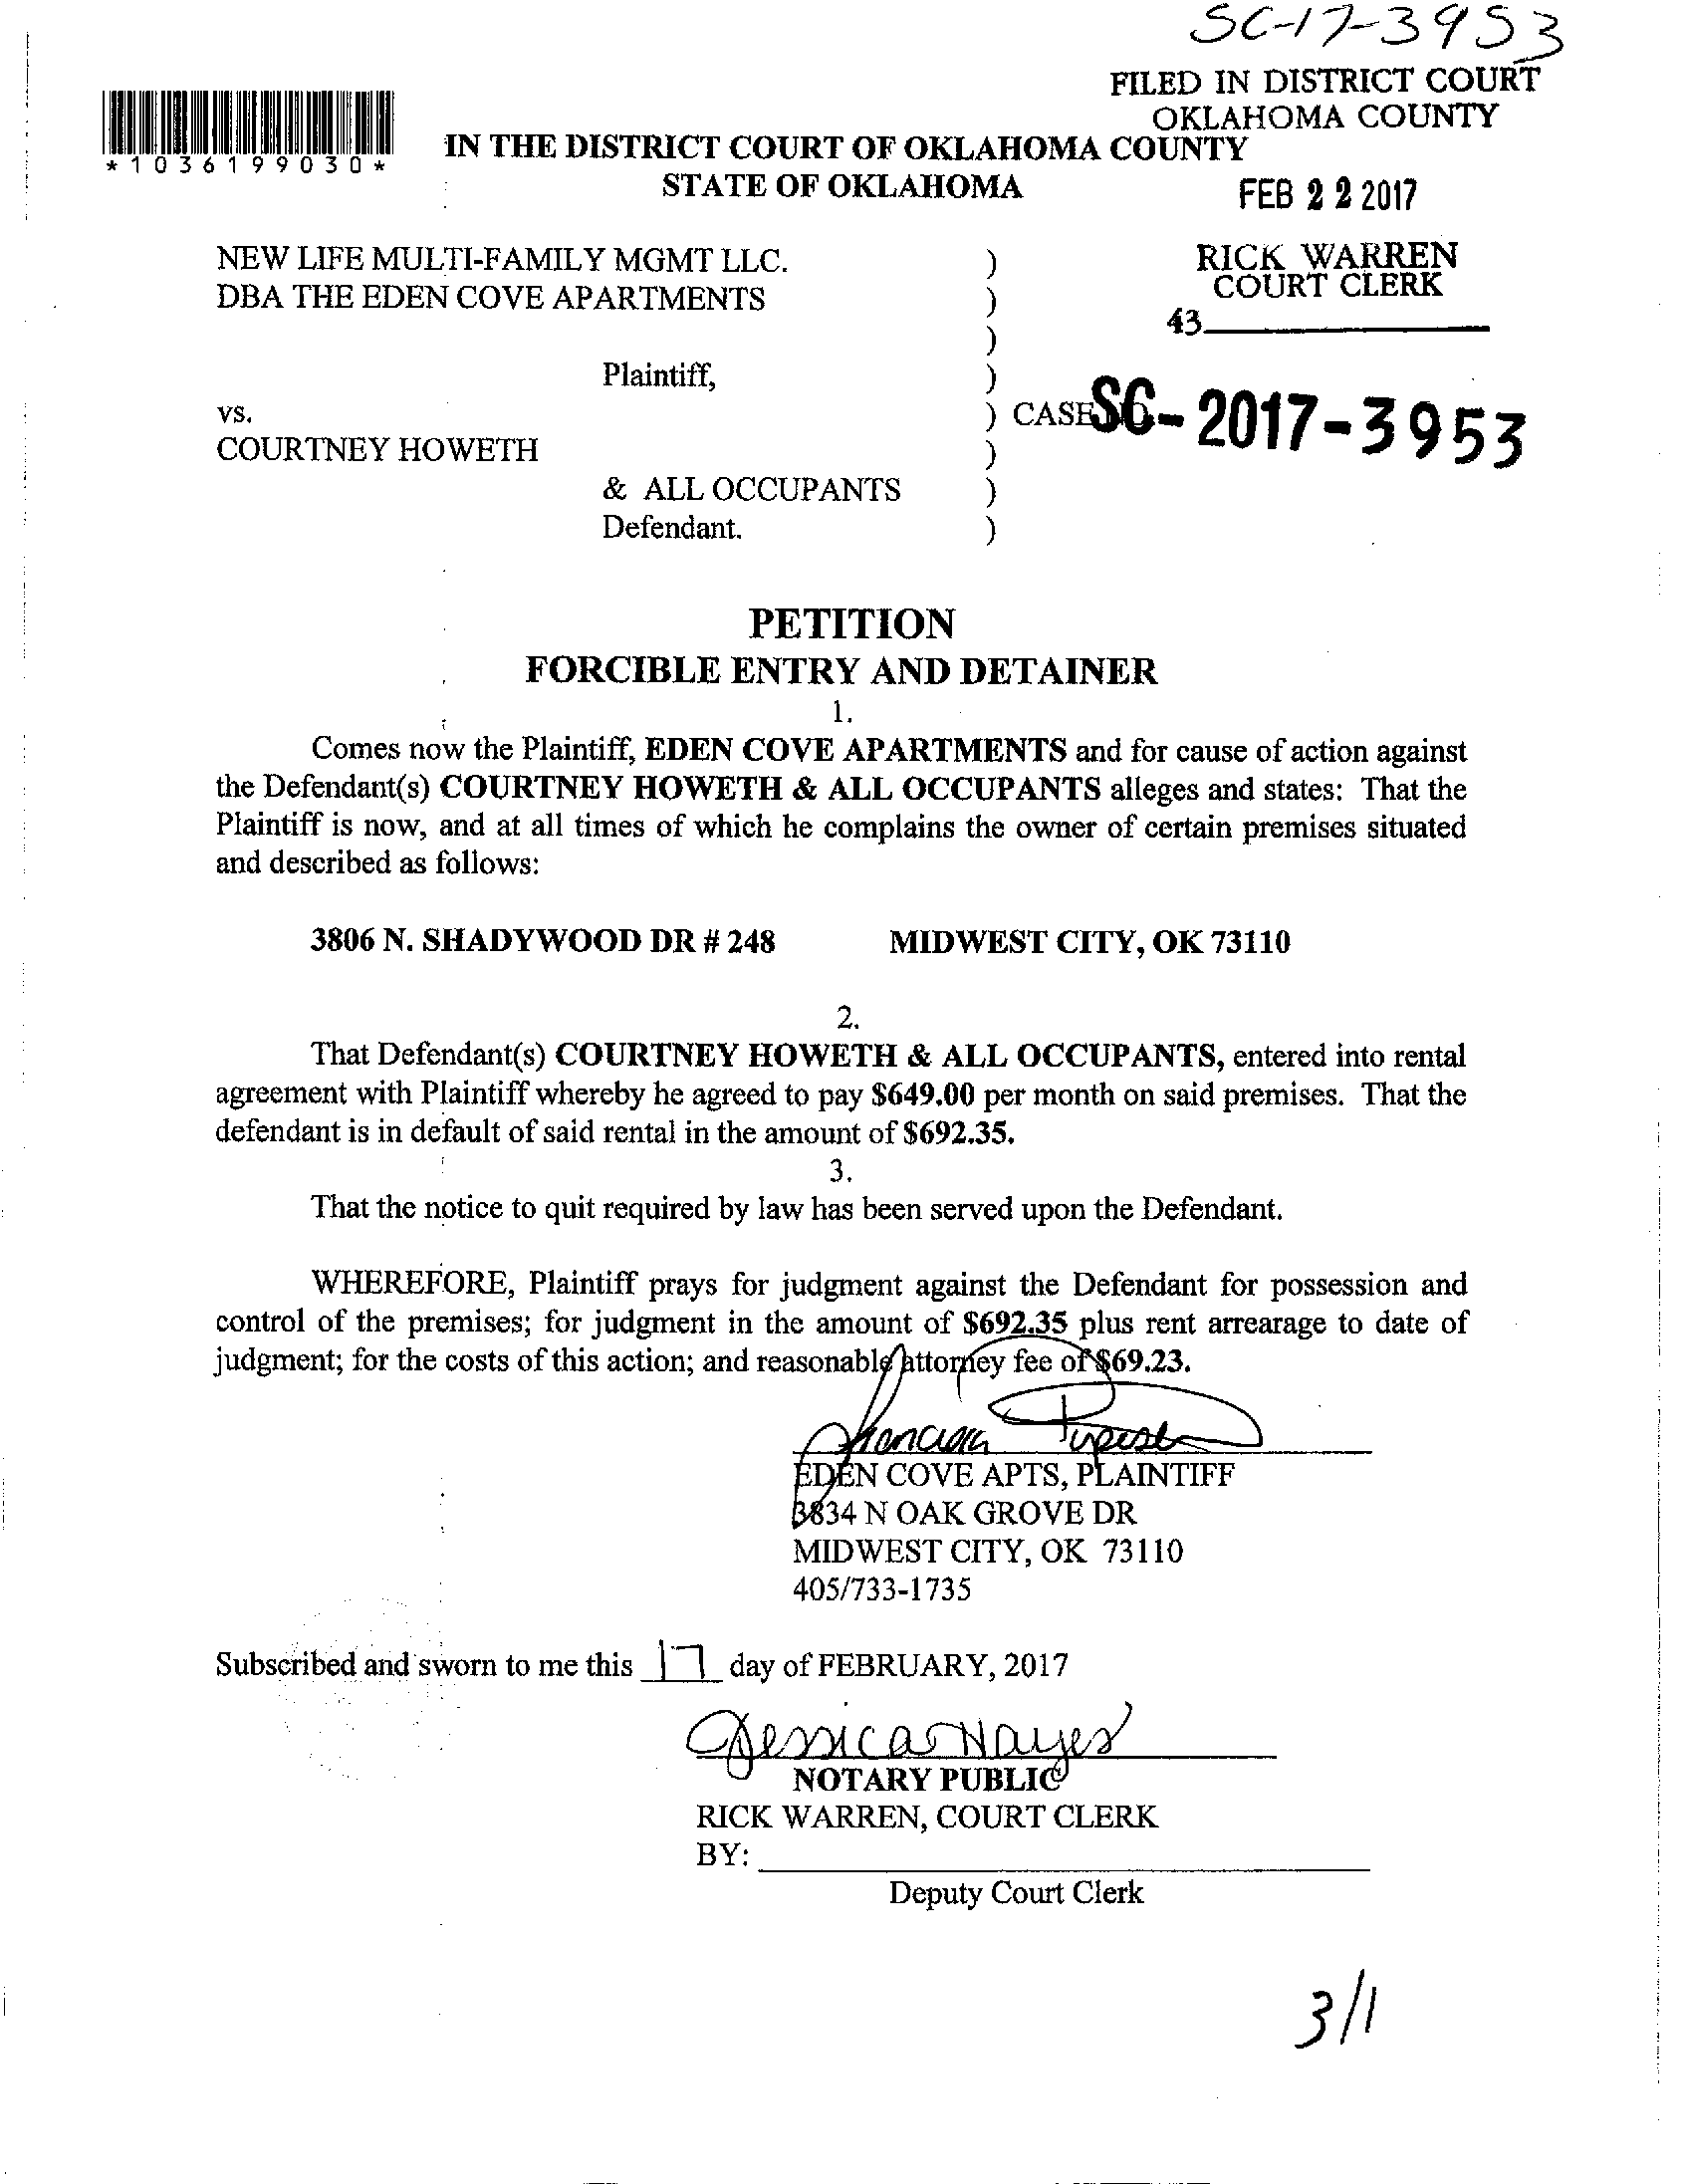 SC-17-3953
FILED IN DISTRICT COURT
OKLAHOMA COUNTY
*1036199030*
IN THE DISTRICT COURT OF OKLAHOMA COUNTY
STATE OF OKLAHOMA
FEB 22 2017
NEW LIFE MULTI-FAMILY MGMT LLC. )
DBA THE EDEN COVE APARTMENTS )
)
RICK WARREN
COURT CLERK
43
Plaintiff, )
vs. ) CASE NO. SC-2017-3953
COURTNEY HOWETH )
& ALL OCCUPANTS )
Defendant. )
PETITION
FORCIBLE ENTRY AND DETAINER
1.
Comes now the Plaintiff, EDEN COVE APARTMENTS and for cause of action against
the Defendant(s) COURTNEY HOWETH & ALL OCCUPANTS alleges and states: That the
Plaintiff is now, and at all times of which he complains the owner of certain premises situated
and described as follows:
3806 N. SHADYWOOD DR # 248 MIDWEST CITY, OK 73110
2.
That Defendant(s) COURTNEY HOWETH & ALL OCCUPANTS, entered into rental
agreement with Plaintiff whereby he agreed to pay $649.00 per month on said premises. That the
defendant is in default of said rental in the amount of $692.35.
3.
That the notice to quit required by law has been served upon the Defendant.
WHEREFORE, Plaintiff prays for judgment against the Defendant for possession and
control of the premises; for judgment in the amount of $692.35 plus rent arrearage to date of
judgment; for the costs of this action; and reasonable attorney fee of $69.23.
EDEN COVE APTS, PLAINTIFF
3834 N OAK GROVE DR
MIDWEST CITY, OK 73110
405/733-1735
Subscribed and sworn to me this 17 day of FEBRUARY, 2017
Jessica Hayes
NOTARY PUBLIC
RICK WARREN, COURT CLERK
BY:
Deputy Court Clerk
3/1